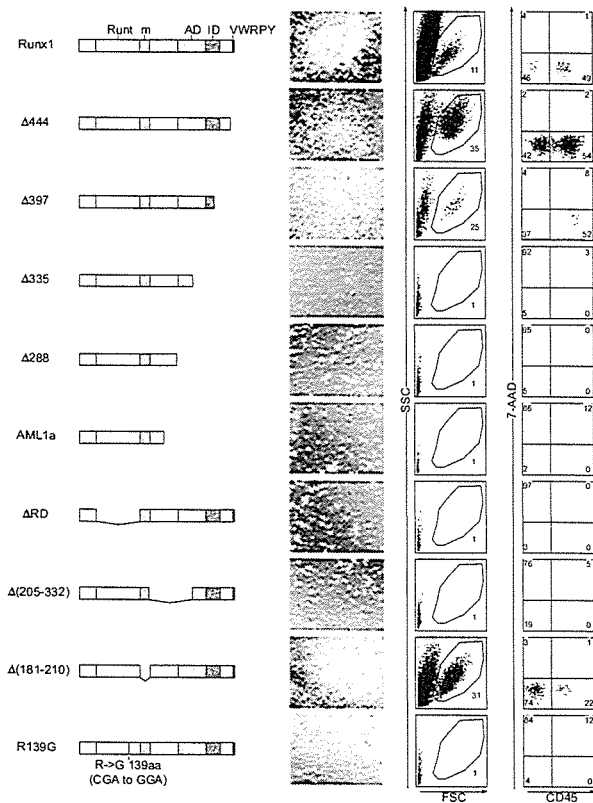 Runt m AD ID VWRPY
Runx1
11
4 1
46 49
Δ444
35
2 2
42 54
Δ397
25
4 8
37 52
Δ335
1
92 3
5 0
Δ288
1
95 0
5 0
AML1a
1
86 12
2 0
ΔRD
1
97 0
3 0
Δ(205-332)
1
76 5
19 0
Δ(181-210)
31
3 1
74 22
R139G
1
84 12
4 0
R->G 139aa
(CGA to GGA)
SSC
FSC
7-AAD
CD45